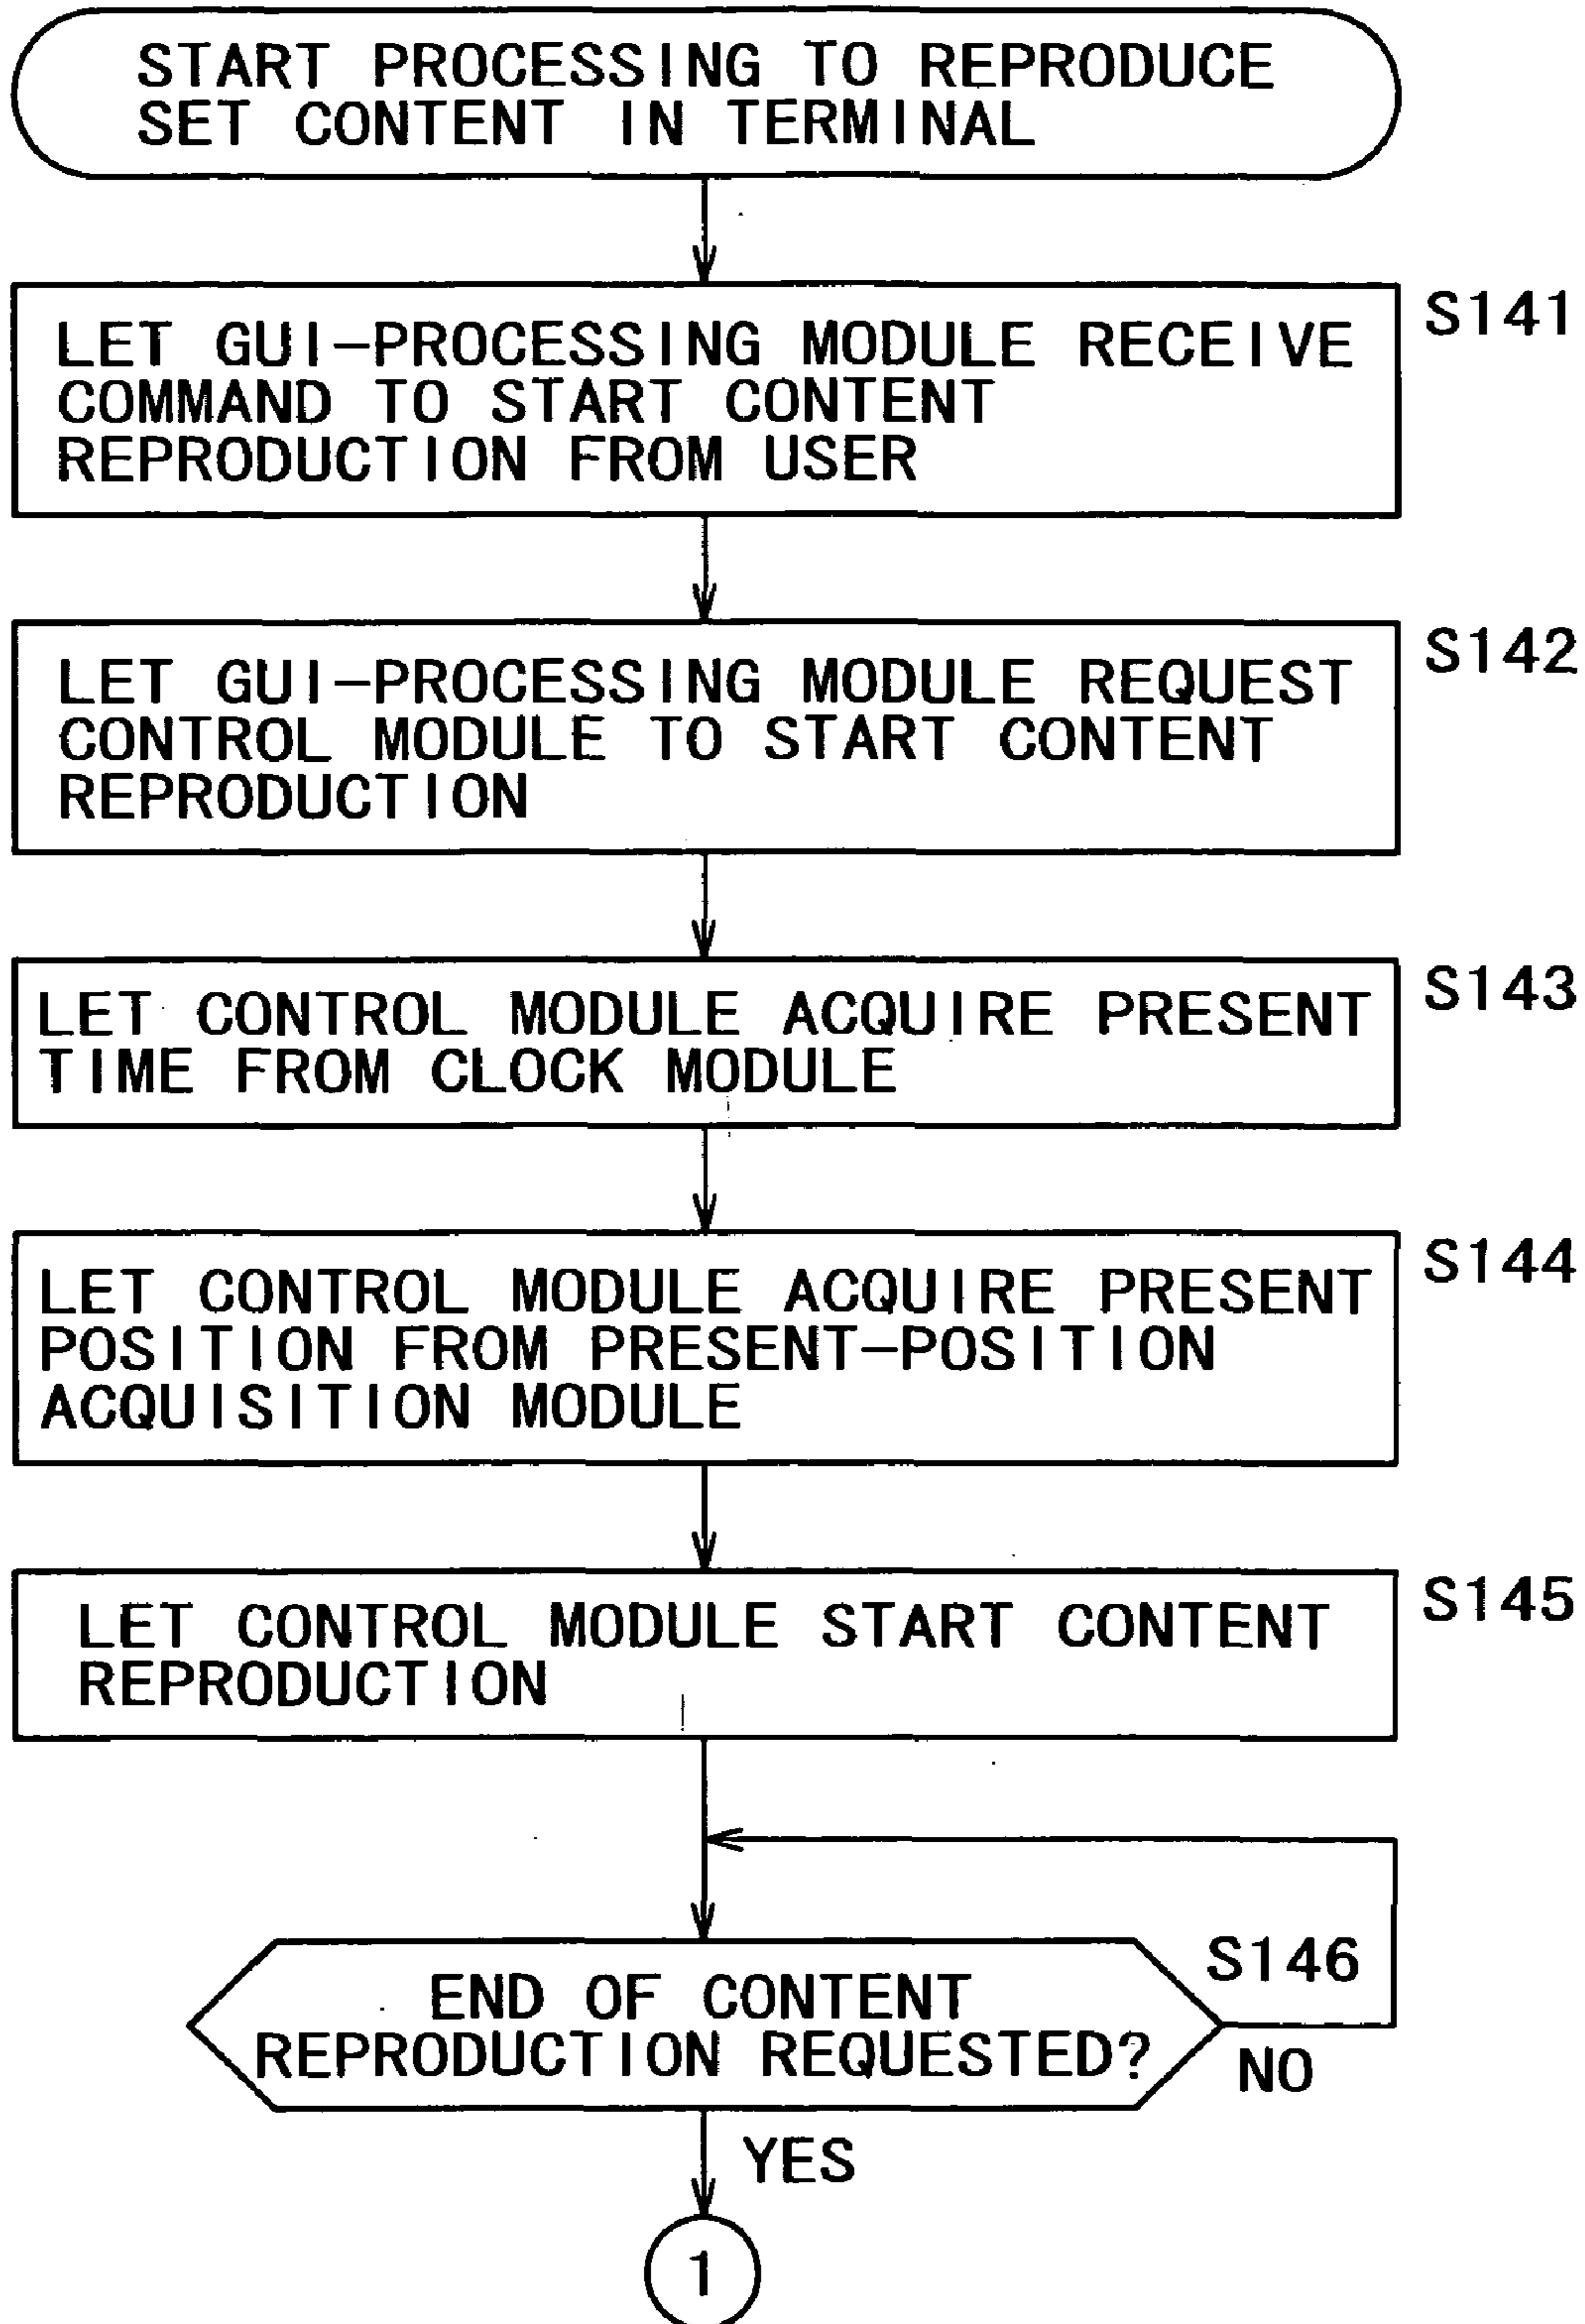 START PROCESSING TO REPRODUCE
SET CONTENT IN TERMINAL
S141
LET GUI-PROCESSING MODULE RECEIVE
COMMAND TO START CONTENT
REPRODUCTION FROM USER
S142
LET GUI-PROCESSING MODULE REQUEST
CONTROL MODULE TO START CONTENT
REPRODUCTION
S143
LET CONTROL MODULE ACQUIRE PRESENT
TIME FROM CLOCK MODULE
S144
LET CONTROL MODULE ACQUIRE PRESENT
POSITION FROM PRESENT-POSITION
ACQUISITION MODULE
S145
LET CONTROL MODULE START CONTENT
REPRODUCTION
S146
END OF CONTENT
REPRODUCTION REQUESTED?
NO
YES
1